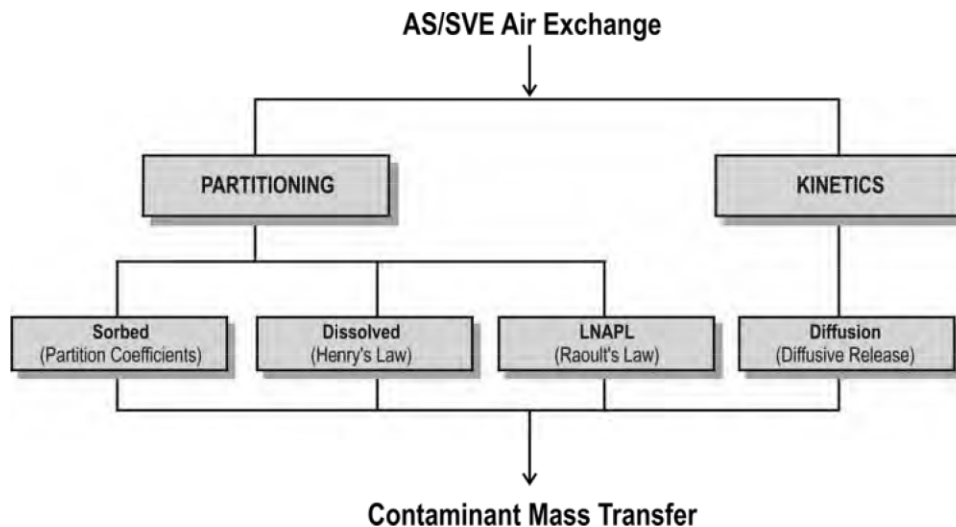 AS/SVE Air Exchange
PARTITIONING
KINETICS
Sorbed
(Partition Coefficients)
Dissolved
(Henry's Law)
LNAPL
(Raoult's Law)
Diffusion
(Diffusive Release)
Contaminant Mass Transfer